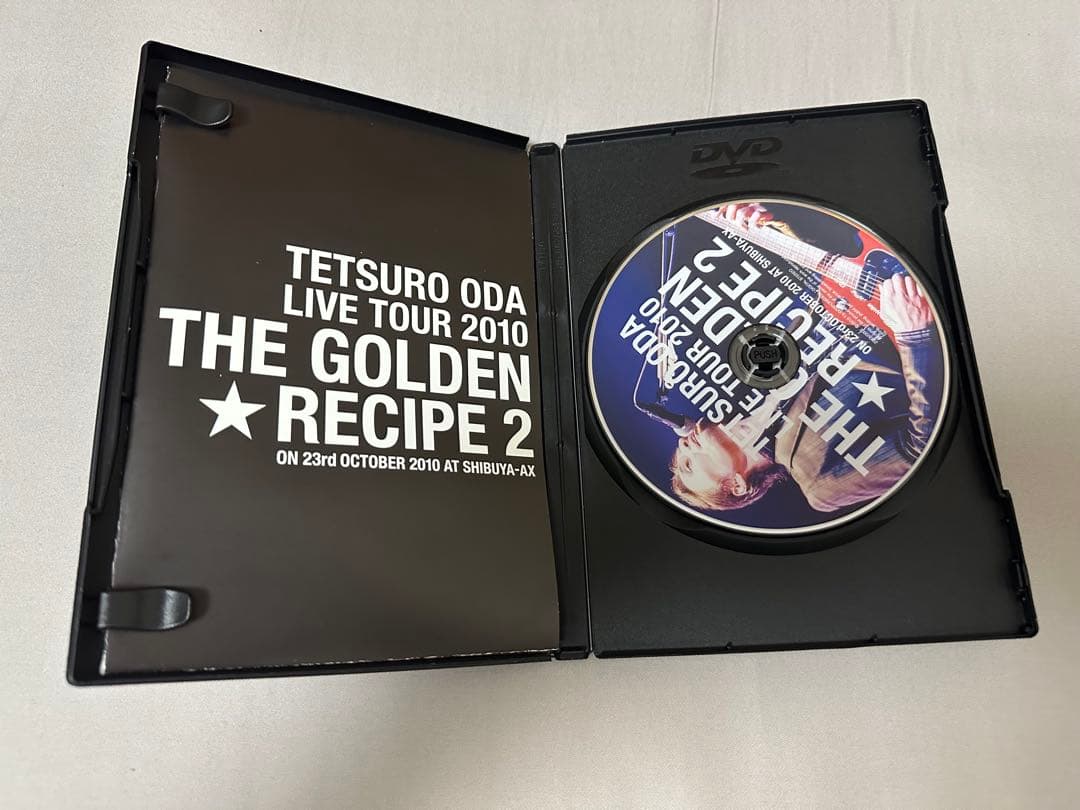 TETSURO ODA
LIVE TOUR 2010
THE GOLDEN
★RECIPE 2
ON 23rd OCTOBER 2010 AT SHIBUYA-AX
DVD
TETSURO ODA
LIVE TOUR 2010
THE GOLDEN
★RECIPE 2
ON 23rd OCTOBER 2010 AT SHIBUYA-AX
PUSH